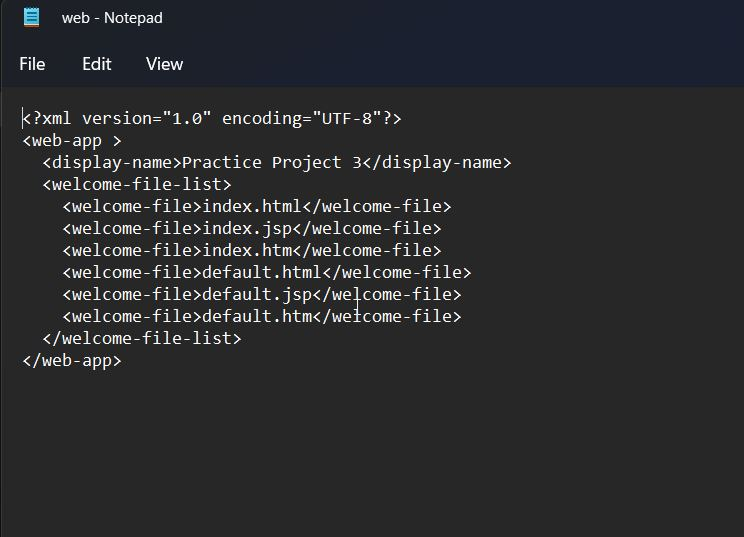 web - Notepad
File Edit View
<?xml version="1.0" encoding="UTF-8"?>
<web-app >
  <display-name>Practice Project 3</display-name>
  <welcome-file-list>
    <welcome-file>index.html</welcome-file>
    <welcome-file>index.jsp</welcome-file>
    <welcome-file>index.htm</welcome-file>
    <welcome-file>default.html</welcome-file>
    <welcome-file>default.jsp</welcome-file>
    <welcome-file>default.htm</welcome-file>
  </welcome-file-list>
</web-app>